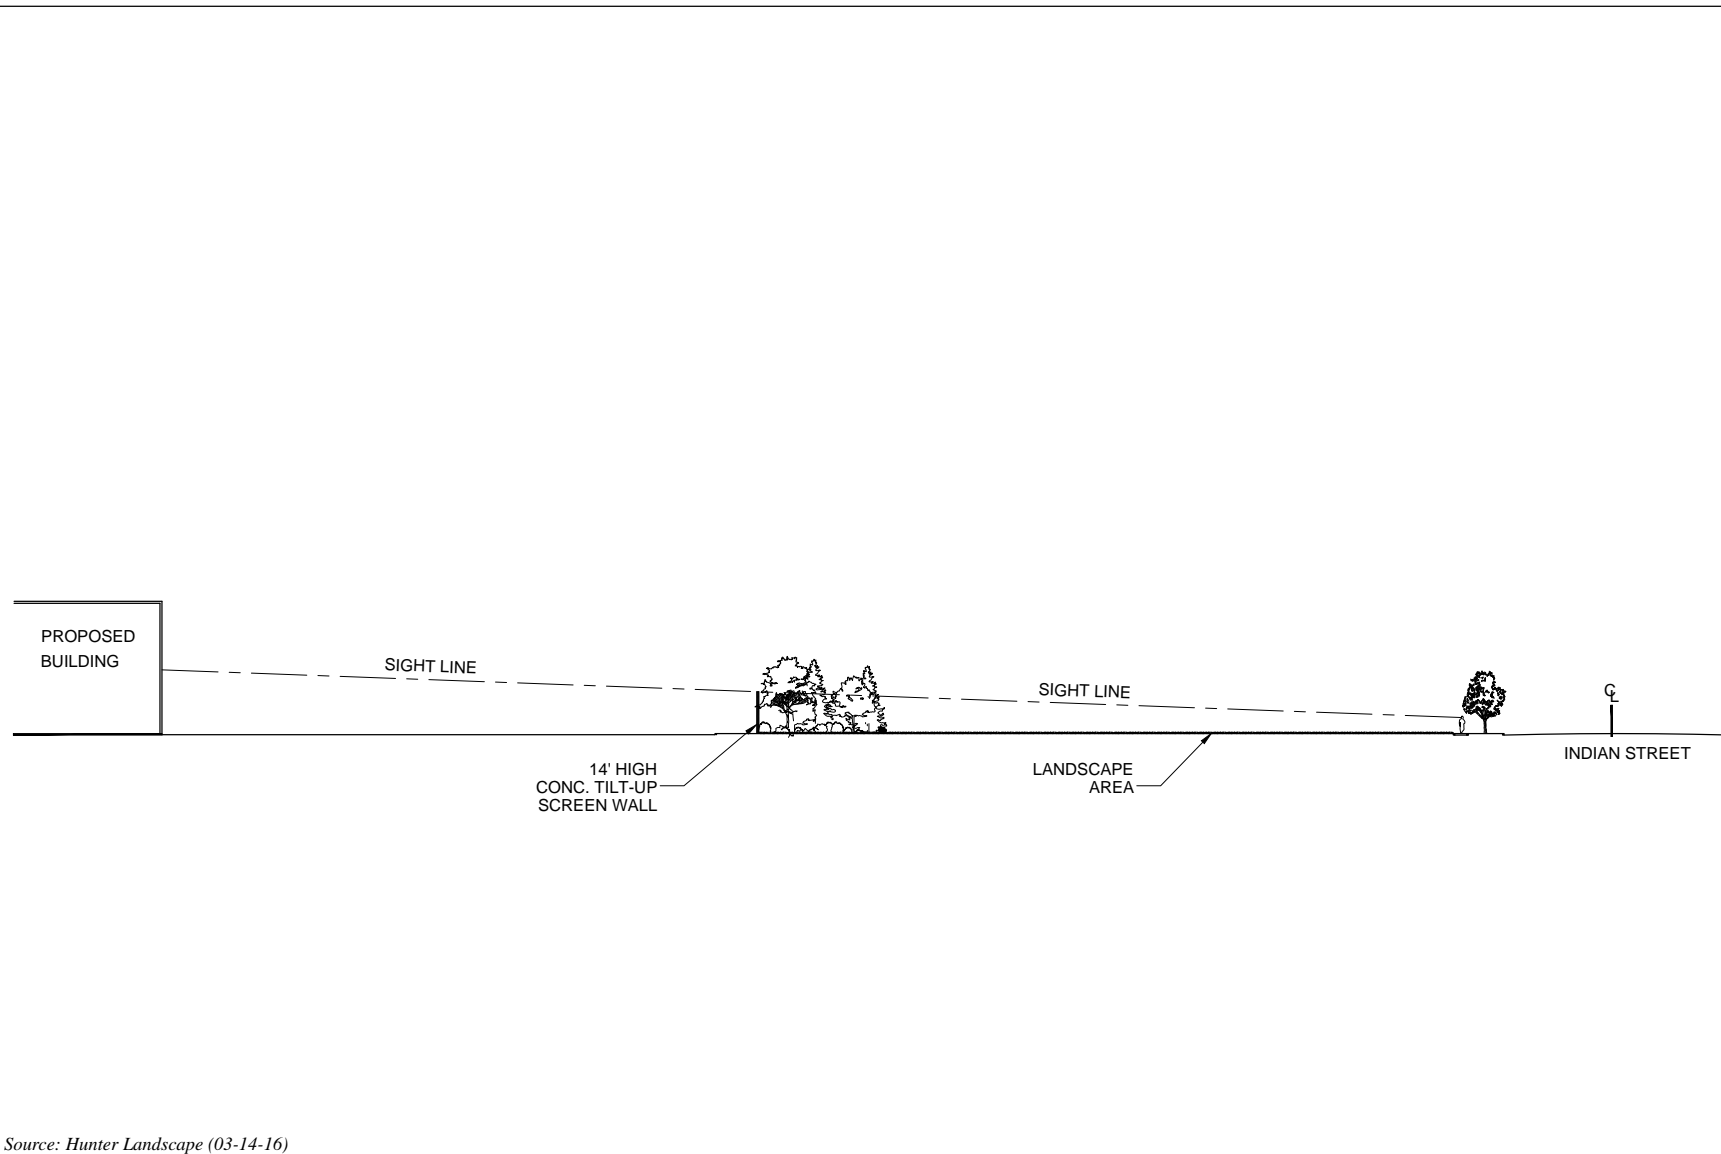 PROPOSED
BUILDING
SIGHT LINE
SIGHT LINE
℄
INDIAN STREET
14' HIGH
CONC. TILT-UP
SCREEN WALL
LANDSCAPE
AREA
Source: Hunter Landscape (03-14-16)